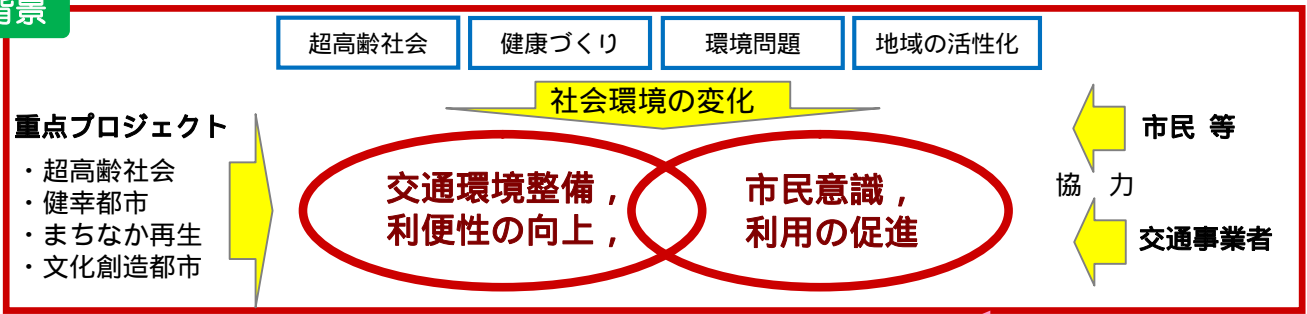 背景
超高齢社会
健康づくり
環境問題
地域の活性化
社会環境の変化
重点プロジェクト
・超高齢社会
・健幸都市
・まちなか再生
・文化創造都市
交通環境整備，
利便性の向上，
市民意識，
利用の促進
市民 等
協 力
交通事業者